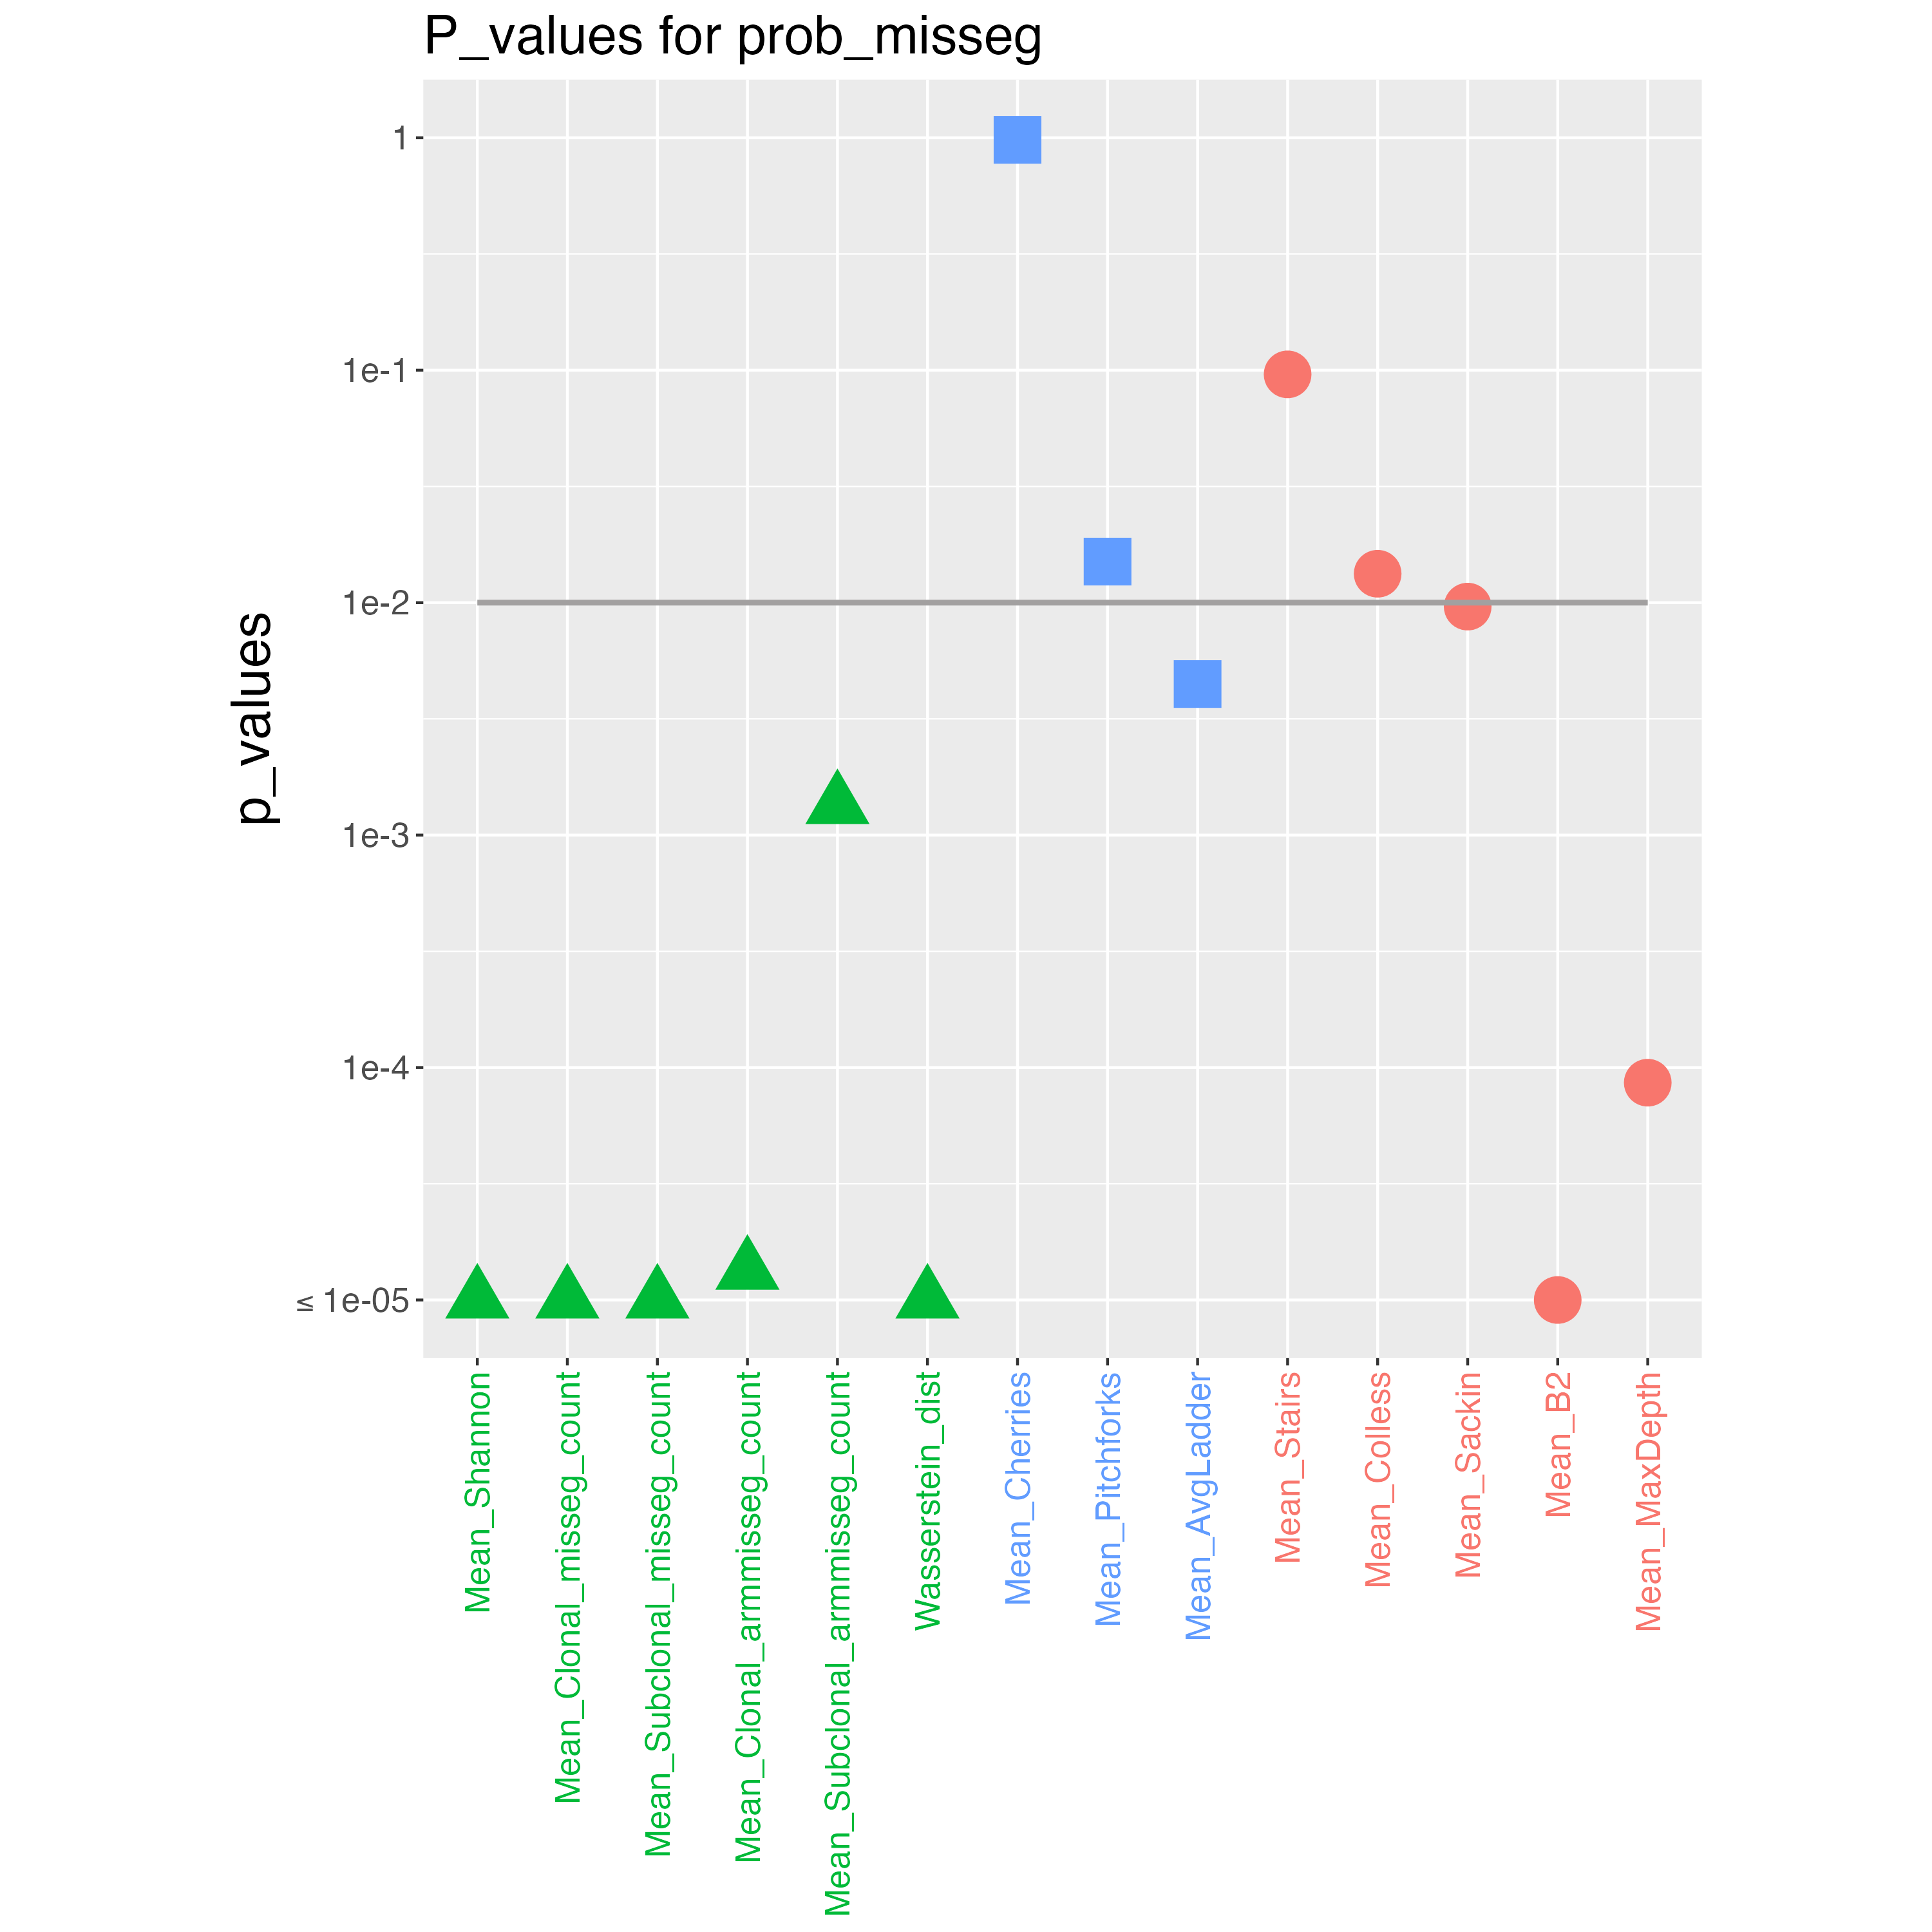 P_values for prob_misseg
p_values
1
1e-1
1e-2
1e-3
1e-4
≤ 1e-05
Mean_Shannon
Mean_Clonal_misseg_count
Mean_Subclonal_misseg_count
Mean_Clonal_armmisseg_count
Mean_Subclonal_armmisseg_count
Wasserstein_dist
Mean_Cherries
Mean_Pitchforks
Mean_AvgLadder
Mean_Stairs
Mean_Colless
Mean_Sackin
Mean_B2
Mean_MaxDepth